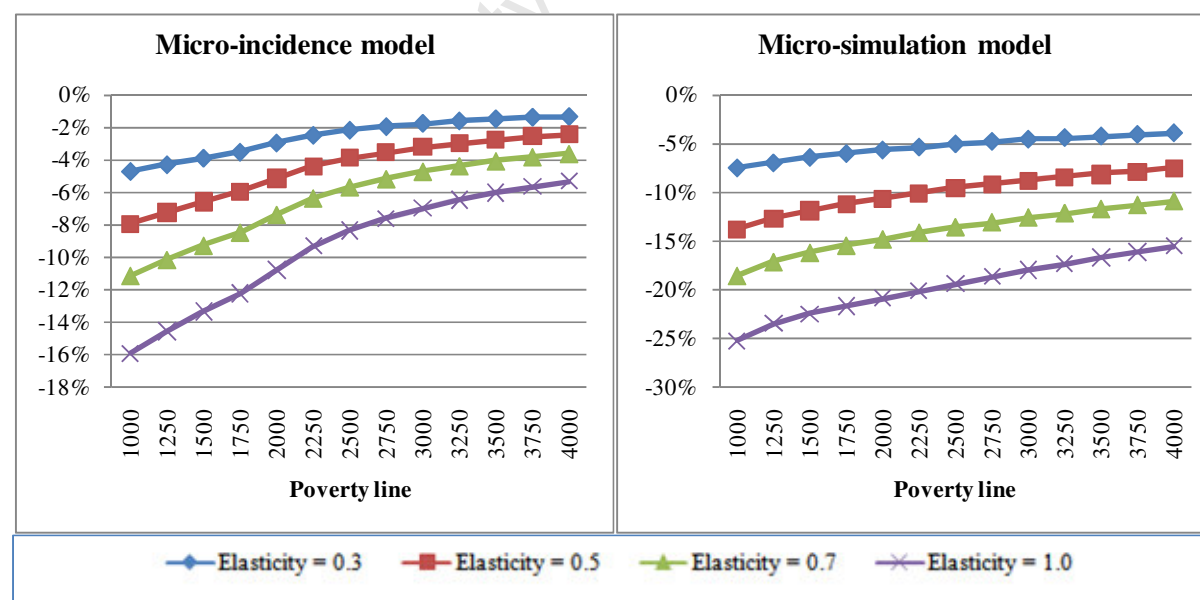 Micro-incidence model
0%
-2%
-4%
-6%
-8%
-10%
-12%
-14%
-16%
-18%
1000 1250 1500 1750 2000 2250 2500 2750 3000 3250 3500 3750 4000
Poverty line
Micro-simulation model
0%
-5%
-10%
-15%
-20%
-25%
-30%
1000 1250 1500 1750 2000 2250 2500 2750 3000 3250 3500 3750 4000
Poverty line
Elasticity = 0.3 Elasticity = 0.5 Elasticity = 0.7 Elasticity = 1.0